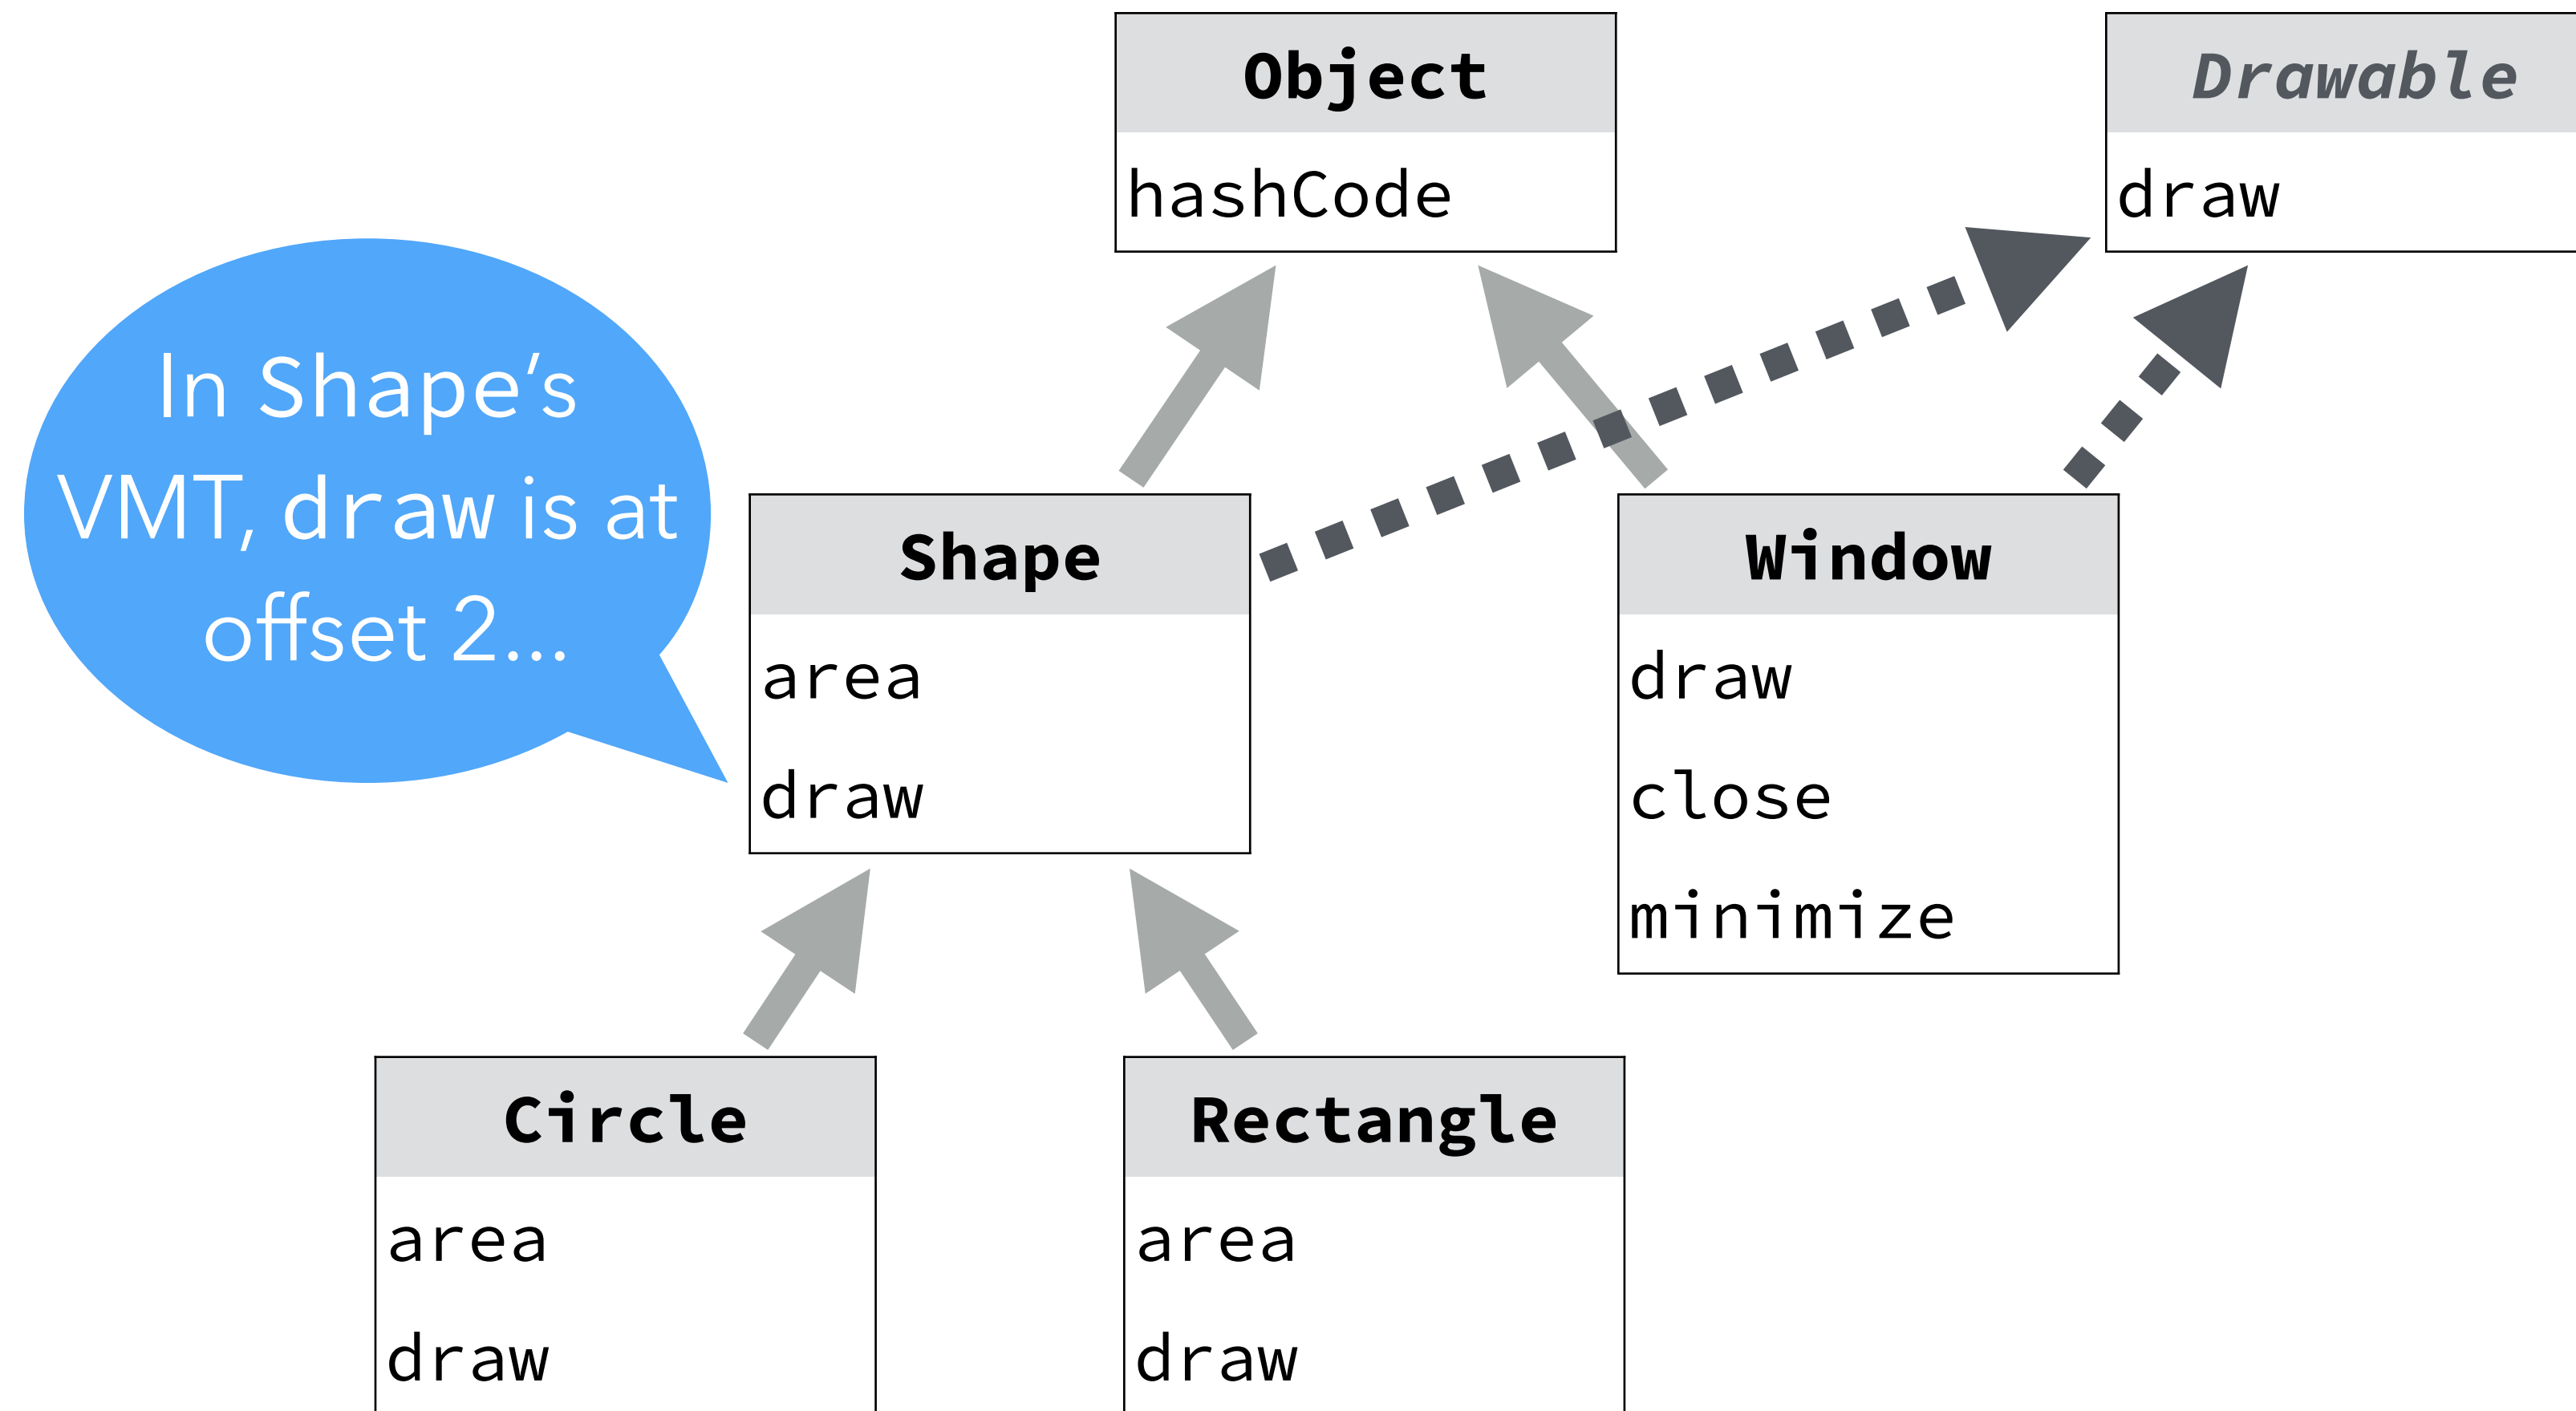 Object
hashCode
Drawable
draw
In Shape’s
VMT, draw is at
offset 2...
Shape
area
draw
Window
draw
close
minimize
Circle
area
draw
Rectangle
area
draw